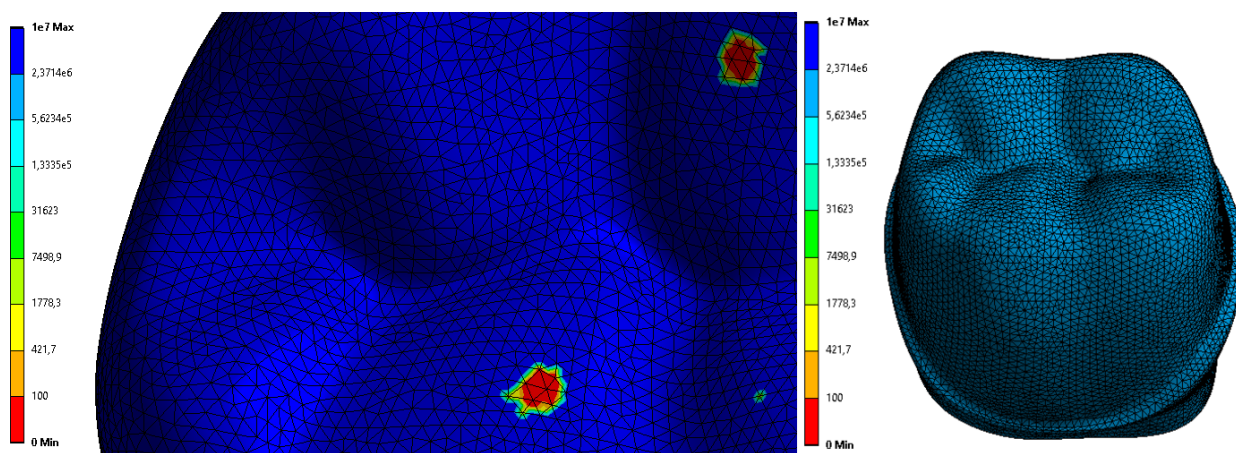 1e7 Max
2,3714e6
5,6234e5
1,3335e5
31623
7498,9
1778,3
421,7
100
0 Min
1e7 Max
2,3714e6
5,6234e5
1,3335e5
31623
7498,9
1778,3
421,7
100
0 Min